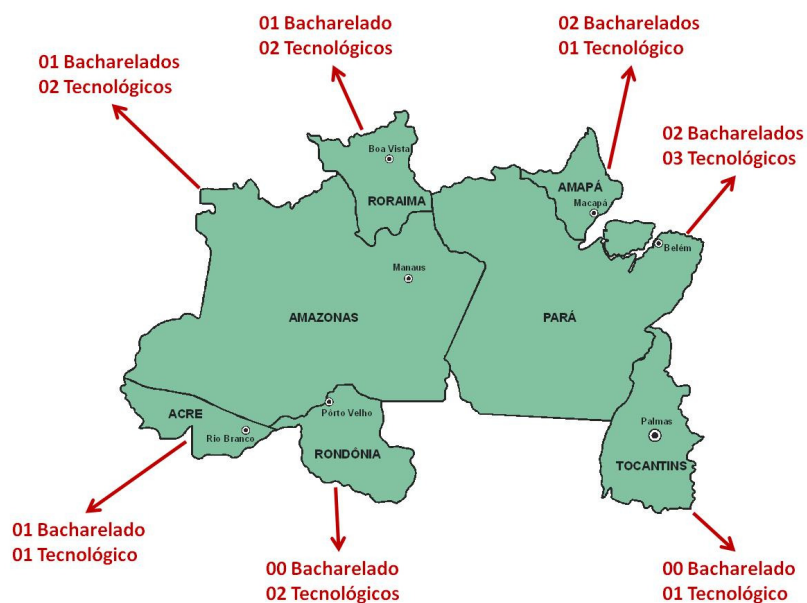 01 Bacharelados
02 Tecnológicos
01 Bacharelado
02 Tecnológicos
02 Bacharelados
01 Tecnológico
02 Bacharelados
03 Tecnológicos
Boa Vista
RORAIMA
AMAPÁ
Macapá
Belém
Manaus
AMAZONAS
PARÁ
ACRE
Rio Branco
Pôrto Velho
RONDÔNIA
Palmas
TOCANTINS
01 Bacharelado
01 Tecnológico
00 Bacharelado
02 Tecnológicos
00 Bacharelado
01 Tecnológico